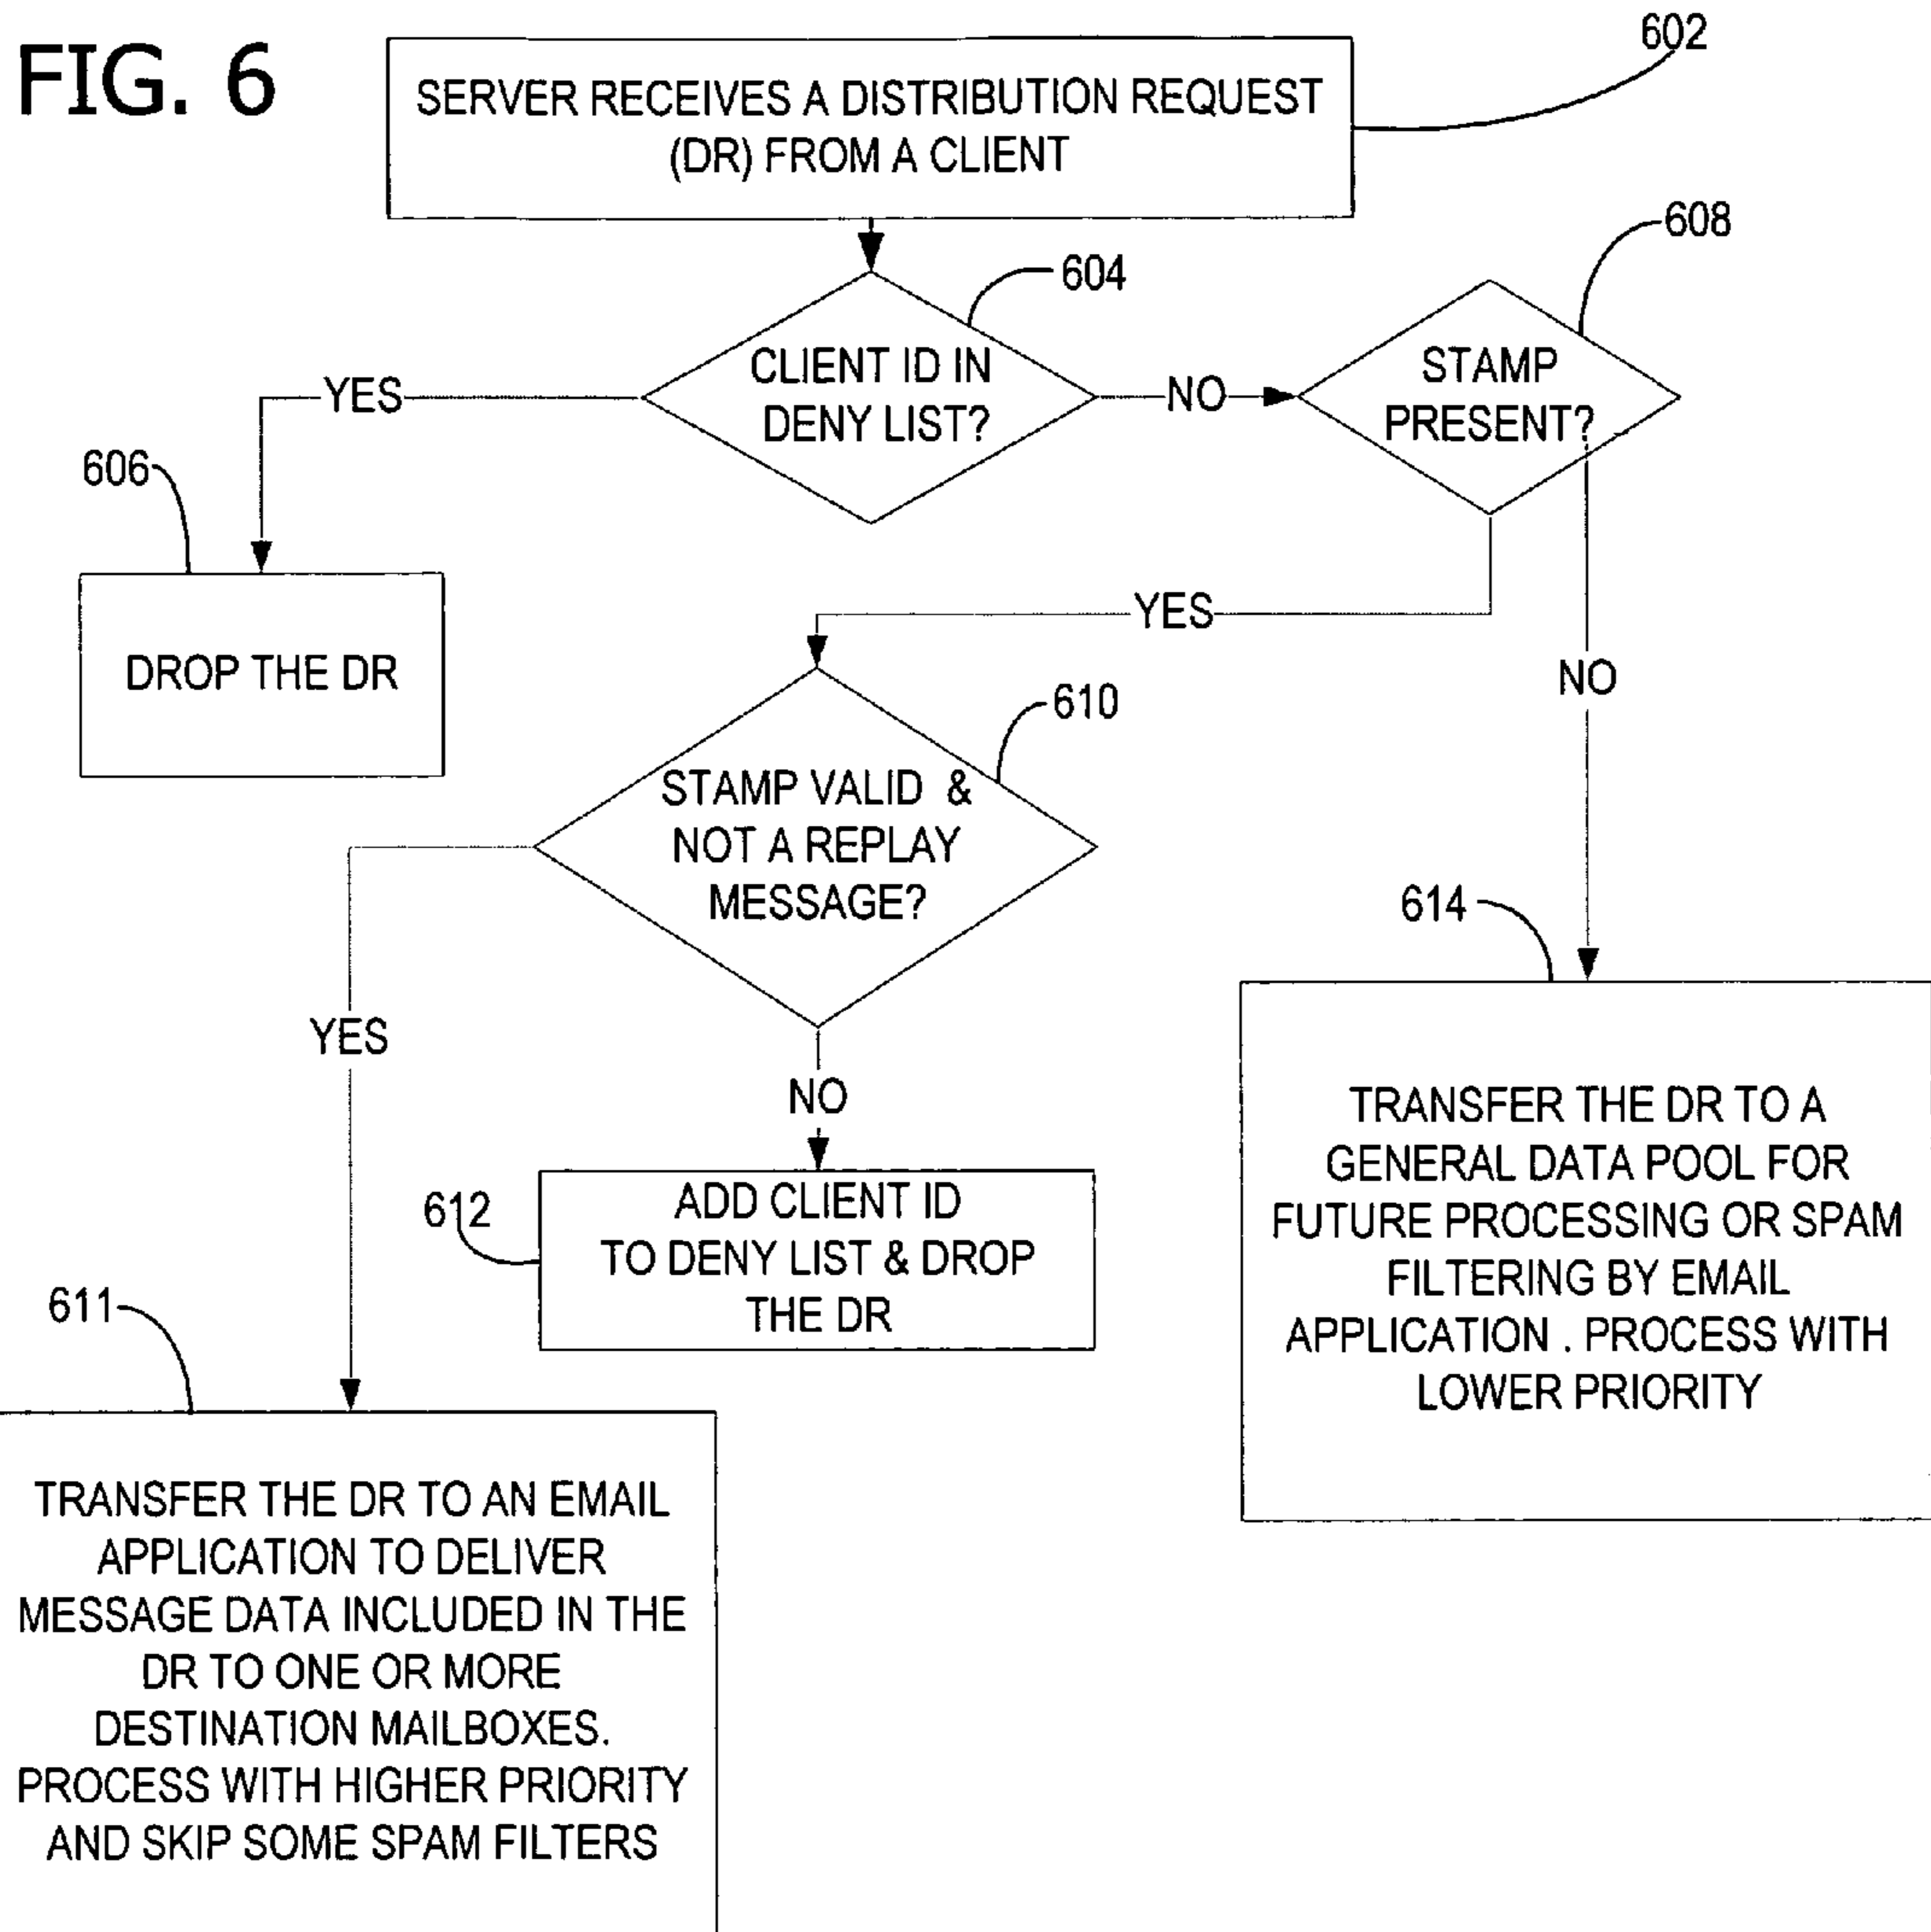 FIG. 6
602
SERVER RECEIVES A DISTRIBUTION REQUEST
(DR) FROM A CLIENT
608
604
CLIENT ID IN
DENY LIST?
STAMP
PRESENT?
YES
NO
606
DROP THE DR
YES
NO
610
STAMP VALID &
NOT A REPLAY
MESSAGE?
614
YES
NO
TRANSFER THE DR TO A
GENERAL DATA POOL FOR
FUTURE PROCESSING OR SPAM
FILTERING BY EMAIL
APPLICATION . PROCESS WITH
LOWER PRIORITY
612
ADD CLIENT ID
TO DENY LIST & DROP
THE DR
611
TRANSFER THE DR TO AN EMAIL
APPLICATION TO DELIVER
MESSAGE DATA INCLUDED IN THE
DR TO ONE OR MORE
DESTINATION MAILBOXES.
PROCESS WITH HIGHER PRIORITY
AND SKIP SOME SPAM FILTERS